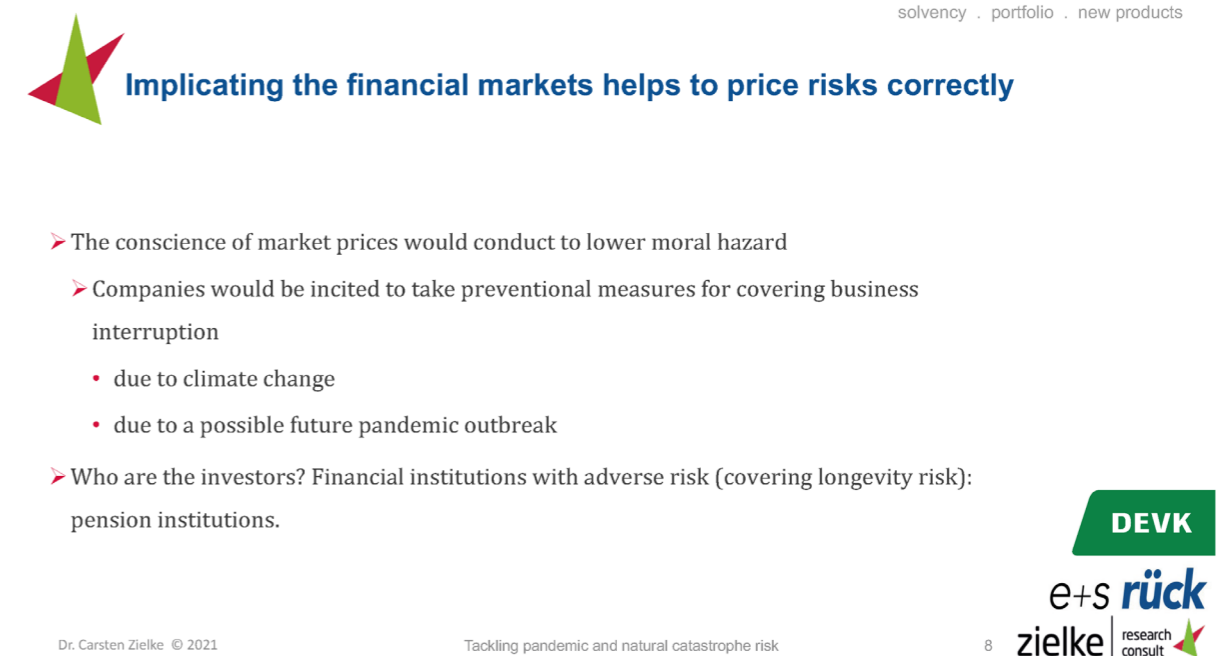 solvency . portfolio . new products
Implicating the financial markets helps to price risks correctly
➢ The conscience of market prices would conduct to lower moral hazard
➢ Companies would be incited to take preventional measures for covering business
interruption
• due to climate change
• due to a possible future pandemic outbreak
➢ Who are the investors? Financial institutions with adverse risk (covering longevity risk):
pension institutions.
DEVK
e+s rück
Dr. Carsten Zielke © 2021
Tackling pandemic and natural catastrophe risk
8
zielke research
consult